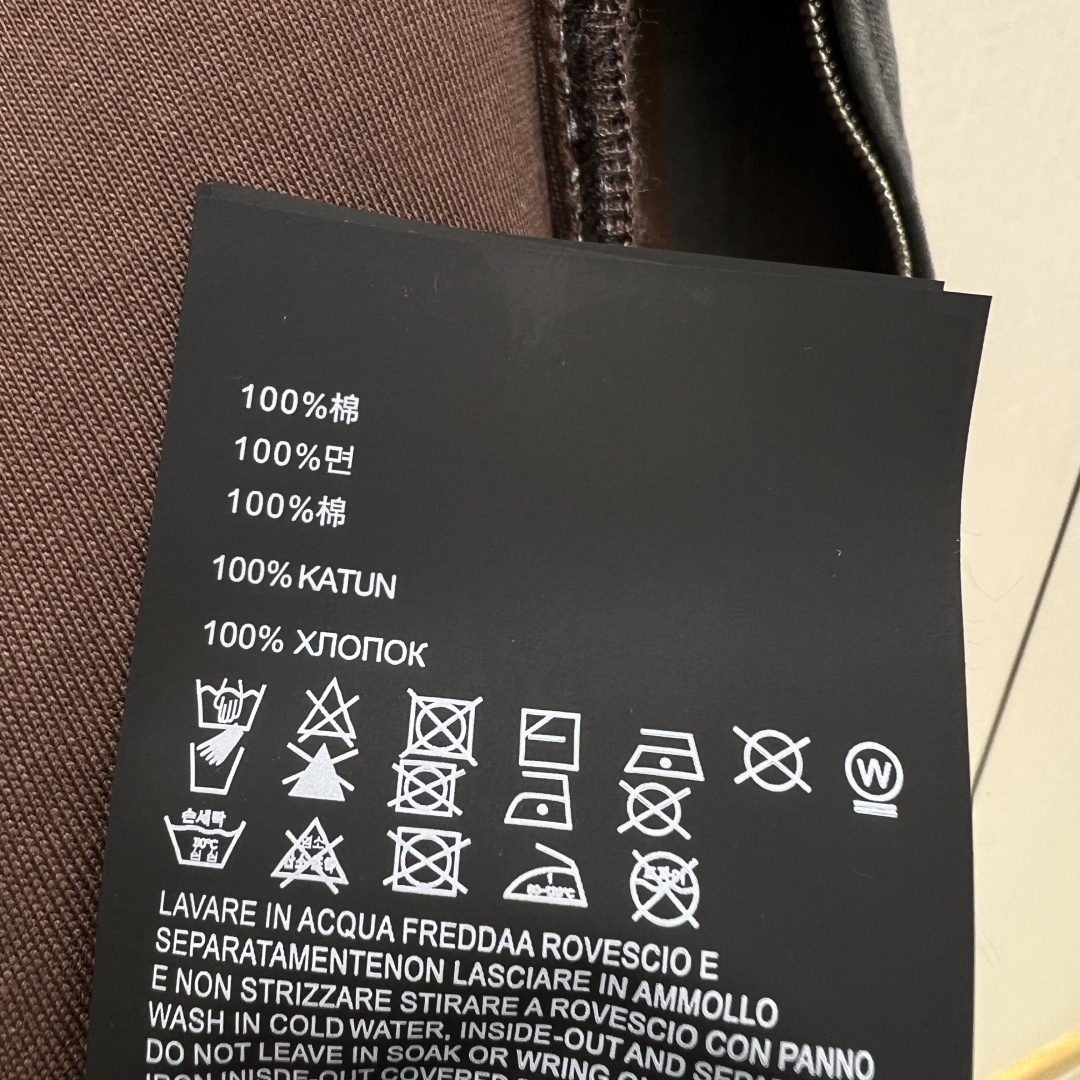 100%棉
100%면
100%棉
100% KATUN
100% ХЛОПОК
W
손세탁
LAVARE IN ACQUA FREDDAA ROVESCIO E
SEPARATAMENTENON LASCIARE IN AMMOLLO
E NON STRIZZARE STIRARE A ROVESCIO CON PANNO
WASH IN COLD WATER, INSIDE-OUT AND
DO NOT LEAVE IN SOAK OR WRING